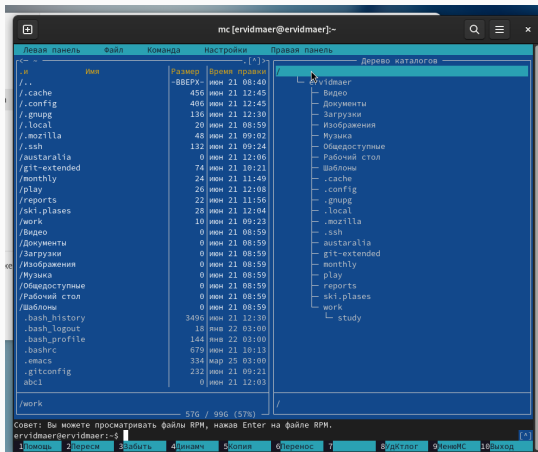 mc [ervidmaer@ervidmaer]:~
Левая панель Файл Команда Настройки Правая панель
<— ~ .[^]>
.и Имя Размер Время правки
/.. -ВВЕРХ- июн 21 08:40
/.cache 456 июн 21 12:45
/.config 406 июн 21 12:45
/.gnupg 136 июн 21 12:30
/.local 20 июн 21 08:59
/.mozilla 48 июн 21 09:02
/.ssh 132 июн 21 09:24
/austaralia 0 июн 21 12:06
/git-extended 74 июн 21 10:21
/monthly 24 июн 21 11:49
/play 26 июн 21 12:08
/reports 22 июн 21 11:56
/ski.plases 28 июн 21 12:04
/work 10 июн 21 09:23
/Видео 0 июн 21 08:59
/Документы 0 июн 21 08:59
/Загрузки 0 июн 21 08:59
/Изображения 0 июн 21 08:59
/Музыка 0 июн 21 08:59
/Общедоступные 0 июн 21 08:59
/Рабочий стол 0 июн 21 08:59
/Шаблоны 0 июн 21 08:59
.bash_history 3496 июн 21 12:30
.bash_logout 18 янв 22 03:00
.bash_profile 144 янв 22 03:00
.bashrc 679 июн 21 10:13
.emacs 334 мар 25 03:00
.gitconfig 232 июн 21 09:21
abc1 0 июн 21 12:03
/work
57G / 99G (57%)
Дерево каталогов
/
ervidmaer
Видео
Документы
Загрузки
Изображения
Музыка
Общедоступные
Рабочий стол
Шаблоны
.cache
.config
.gnupg
.local
.mozilla
.ssh
austaralia
git-extended
monthly
play
reports
ski.plases
work
study
/
Совет: Вы можете просматривать файлы RPM, нажав Enter на файле RPM.
ervidmaer@ervidmaer:~$ [^]
1Помощь 2Пересм 3Забыть 4Динамч 5Копия 6Перенос 7 8УдКтлог 9МенюMC 10Выход